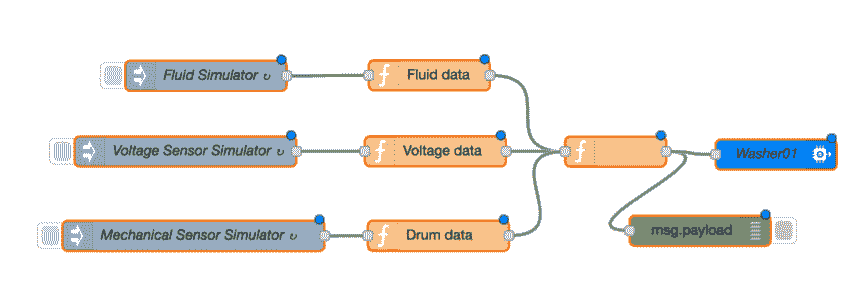 Fluid Simulator ↻
Fluid data
Voltage Sensor Simulator ↻
Voltage data
Washer01
Mechanical Sensor Simulator ↻
Drum data
msg.payload